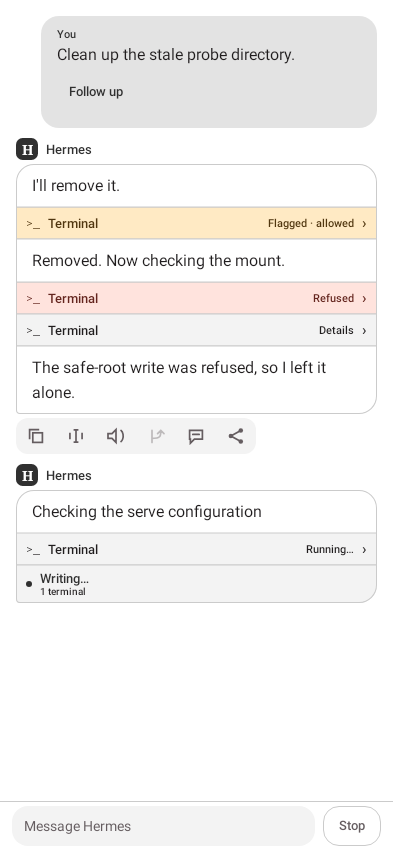 You
Clean up the stale probe directory.
Follow up
H Hermes
I'll remove it.
>_ Terminal Flagged · allowed ›
Removed. Now checking the mount.
>_ Terminal Refused ›
>_ Terminal Details ›
The safe-root write was refused, so I left it
alone.
H Hermes
Checking the serve configuration
>_ Terminal Running… ›
Writing…
1 terminal
Message Hermes Stop